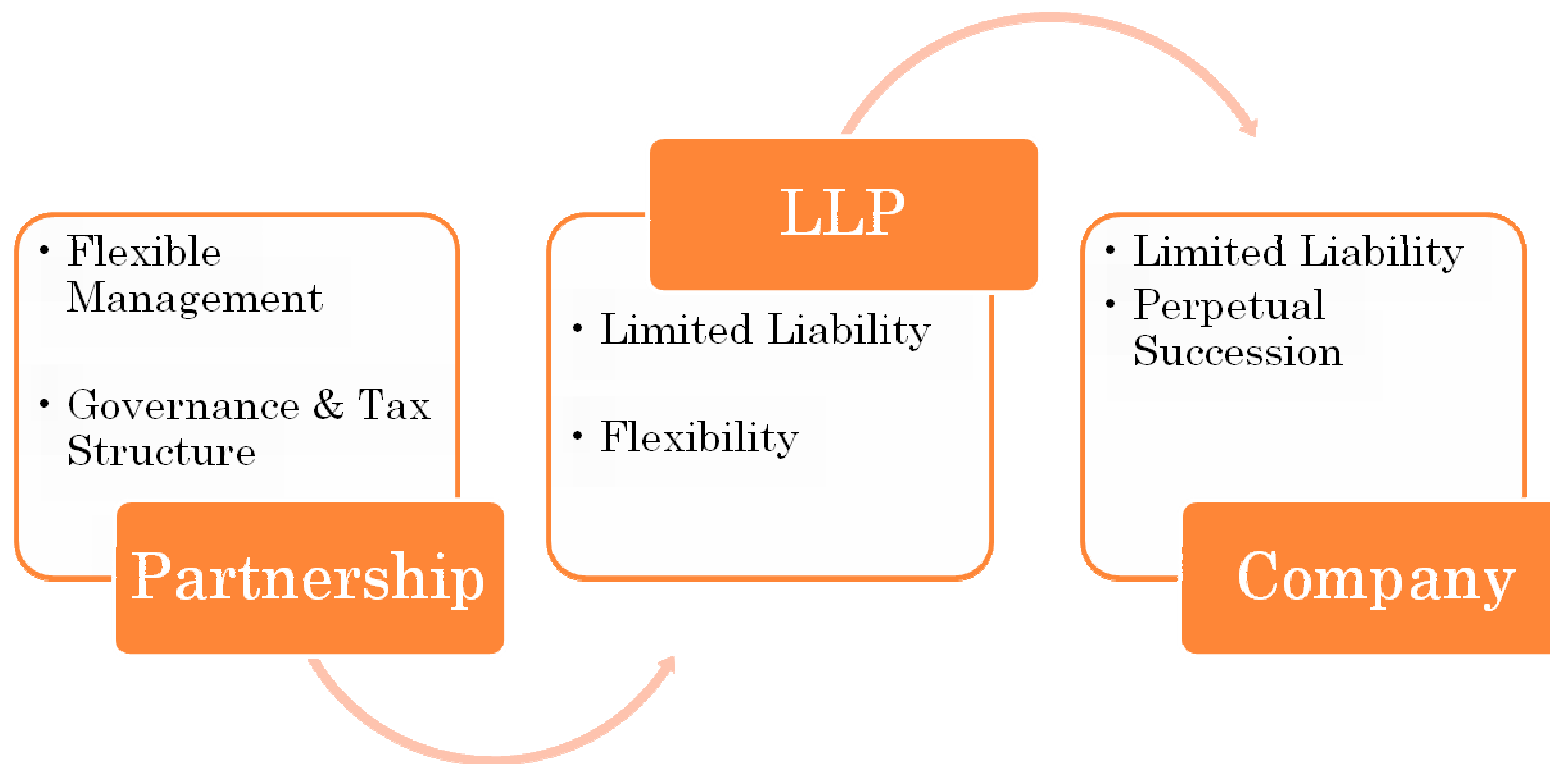 • Flexible
Management
• Governance & Tax
Structure
Partnership
LLP
• Limited Liability
• Flexibility
• Limited Liability
• Perpetual
Succession
Company